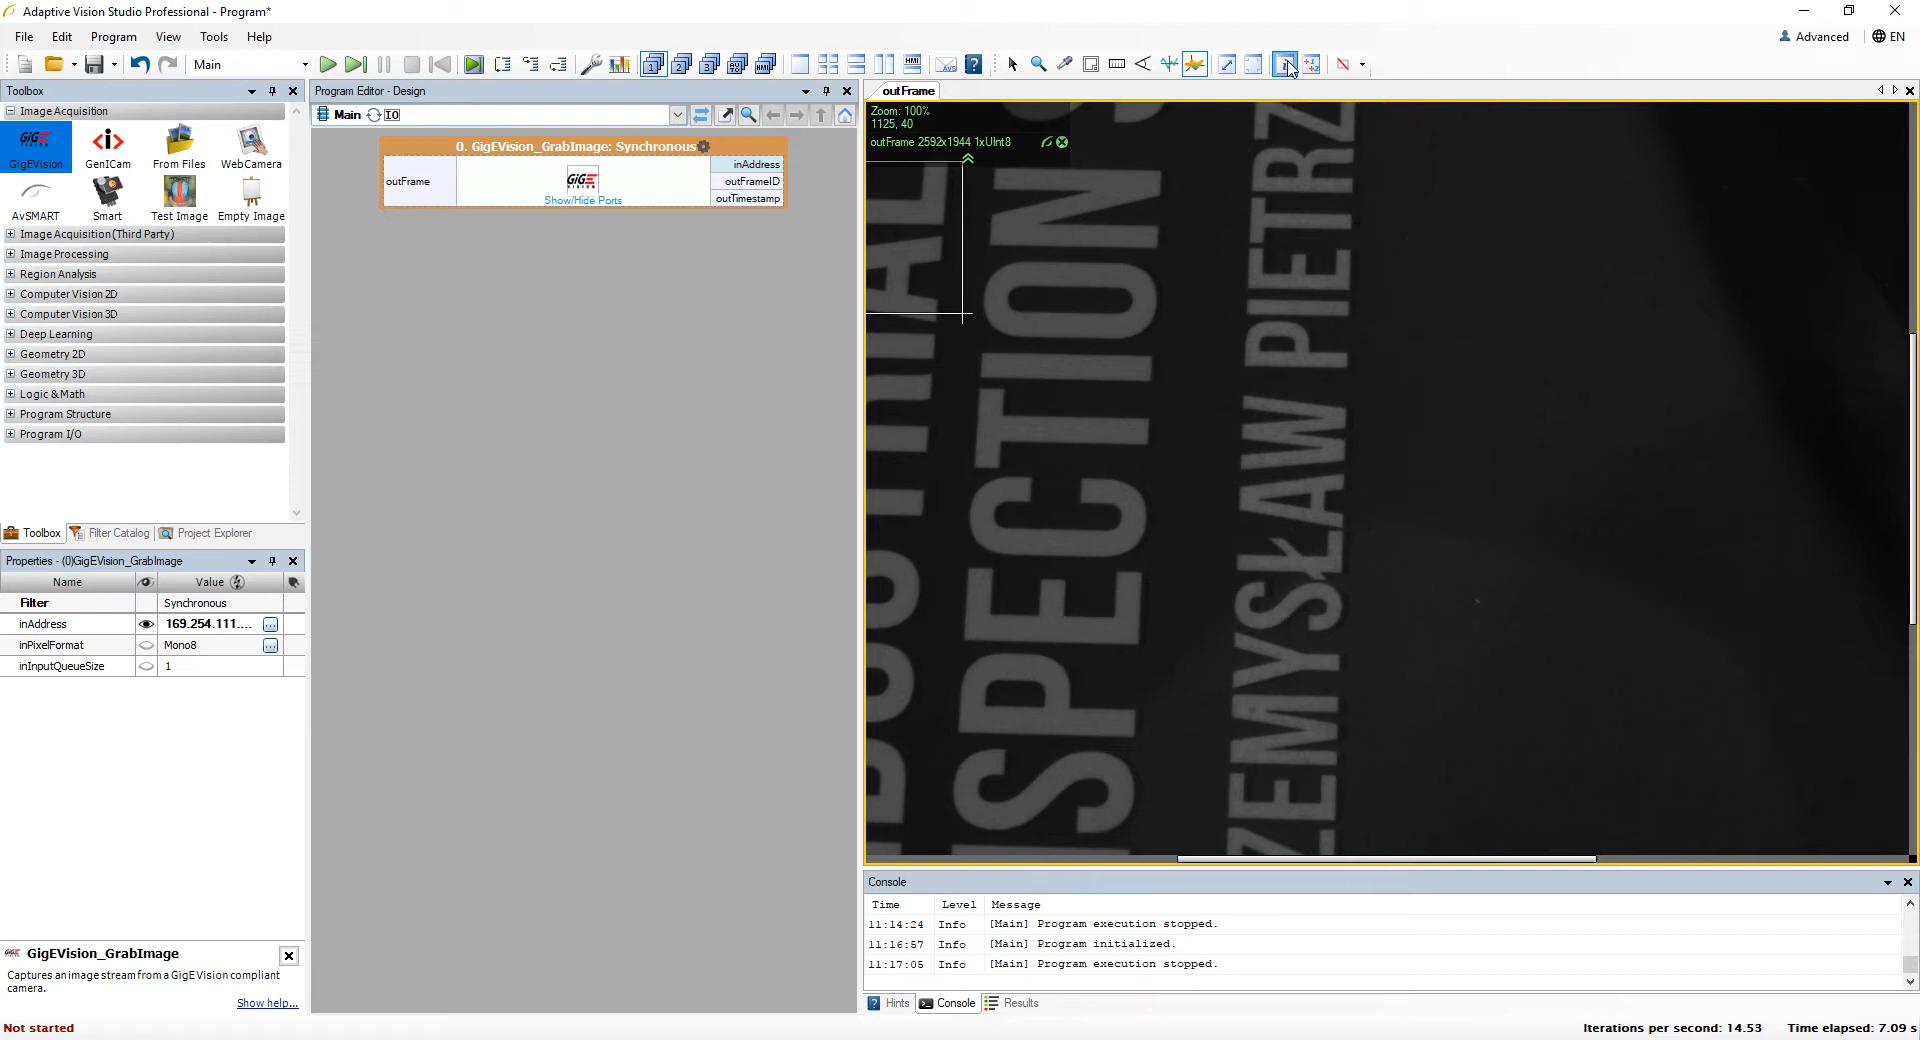 Adaptive Vision Studio Professional - Program*
File Edit Program View Tools Help
Advanced EN
Main
Toolbox
Image Acquisition
GigEVision GenICam From Files WebCamera
AvSMART Smart Test Image Empty Image
Image Acquisition (Third Party)
Image Processing
Region Analysis
Computer Vision 2D
Computer Vision 3D
Deep Learning
Geometry 2D
Geometry 3D
Logic & Math
Program Structure
Program I/O
Toolbox Filter Catalog Project Explorer
Properties - (0)GigEVision_GrabImage
Name Value
Filter Synchronous
inAddress 169.254.111....
inPixelFormat Mono8
inInputQueueSize 1
GigEVision_GrabImage
Captures an image stream from a GigE Vision compliant
camera.
Show help...
Not started
Program Editor - Design
Main IO
0. GigEVision_GrabImage: Synchronous
outFrame
GiGE
VISION
Show/Hide Ports
inAddress
outFrameID
outTimestamp
outFrame
Zoom: 100%
1125, 40
outFrame 2592x1944 1xUInt8
SPECTION
ZEMYSŁAW PIETRZ
Console
Time Level Message
11:14:24 Info [Main] Program execution stopped.
11:16:57 Info [Main] Program initialized.
11:17:05 Info [Main] Program execution stopped.
Hints Console Results
Iterations per second: 14.53 Time elapsed: 7.09 s